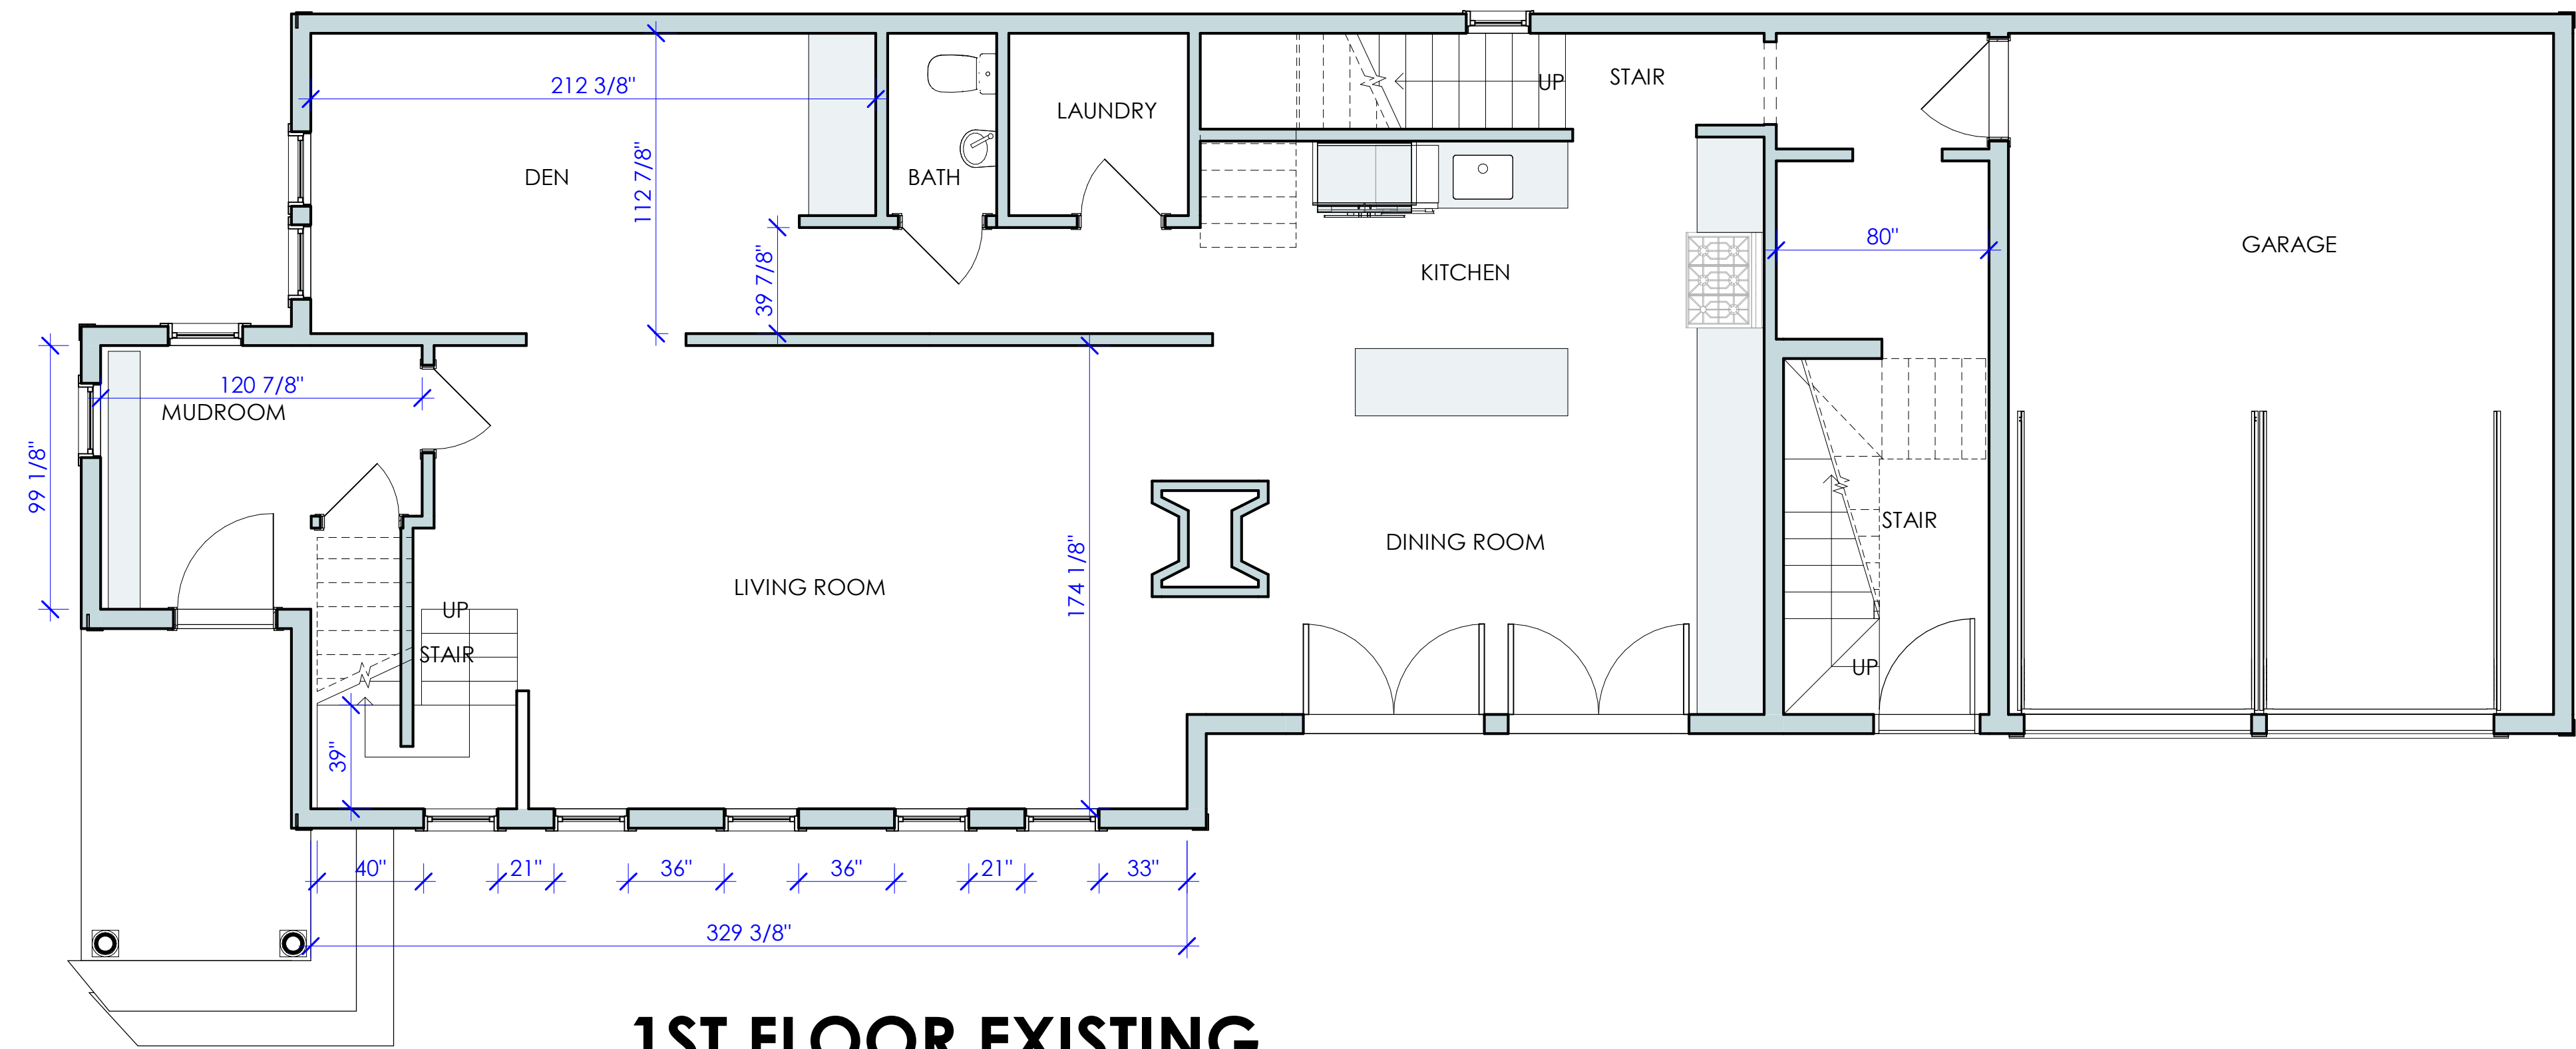 UP
STAIR
212 3/8"
LAUNDRY
DEN
112 7/8"
BATH
39 7/8"
KITCHEN
80"
GARAGE
120 7/8"
MUDROOM
99 1/8"
STAIR
DINING ROOM
174 1/8"
LIVING ROOM
UP
STAIR
UP
39"
40"
21"
36"
36"
21"
33"
329 3/8"
1ST FLOOR EXISTING